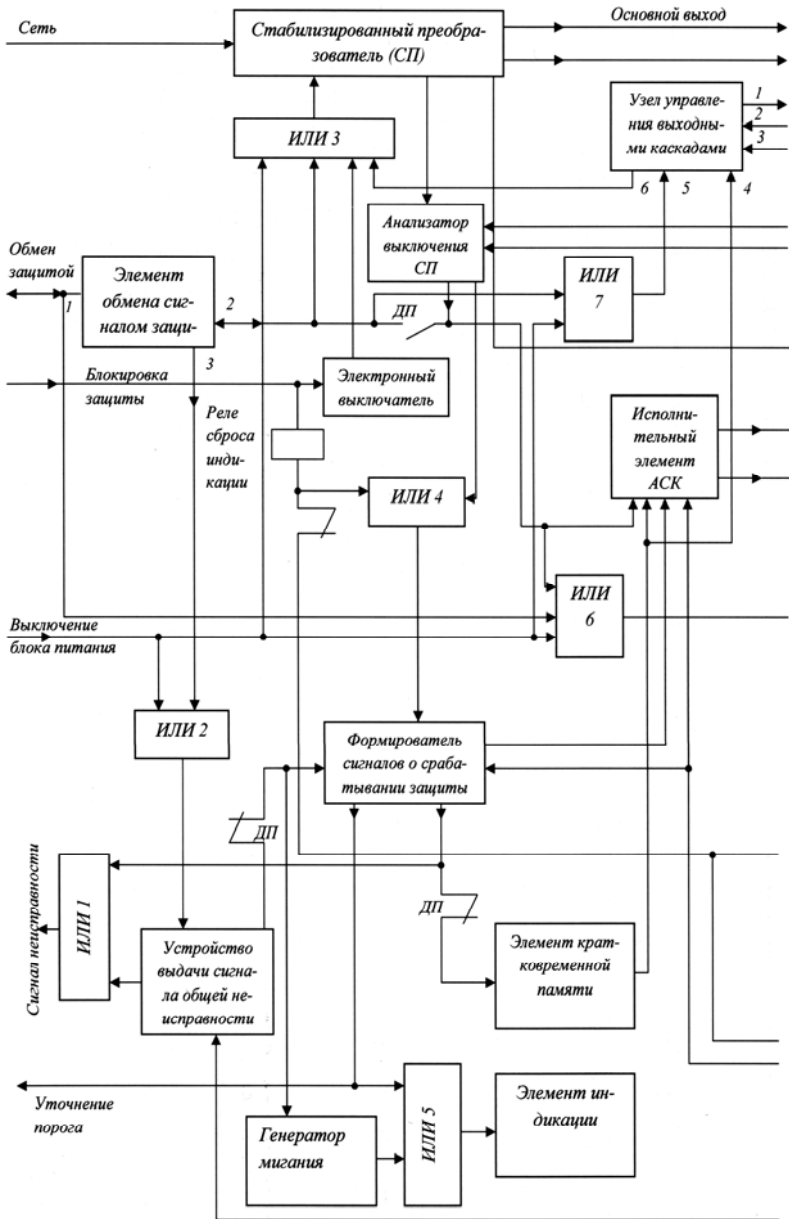 Сеть
Стабилизированный преобра-
зователь (СП)
Основной выход
ИЛИ 3
Узел управле-
ния выходны-
ми каскадами
1
2
3
6
5
4
Анализатор
выключения
СП
Обмен
защитой
1
Элемент
обмена сиг-
налом защи-
2
3
ДП
ИЛИ
7
Блокировка
защиты
Электронный
выключатель
Реле
сброса
инди-
кации
ИЛИ 4
Исполни-
тельный
элемент
АСК
ИЛИ
6
Выключение
блока питания
ИЛИ 2
Формирователь
сигналов о сраба-
тывании защиты
ДП
Сигнал неисправности
ИЛИ 1
Устройство
выдачи сигна-
ла общей не-
исправности
ДП
Элемент крат-
ковременной
памяти
Уточнение
порога
Генератор
мигания
ИЛИ 5
Элемент ин-
дикации